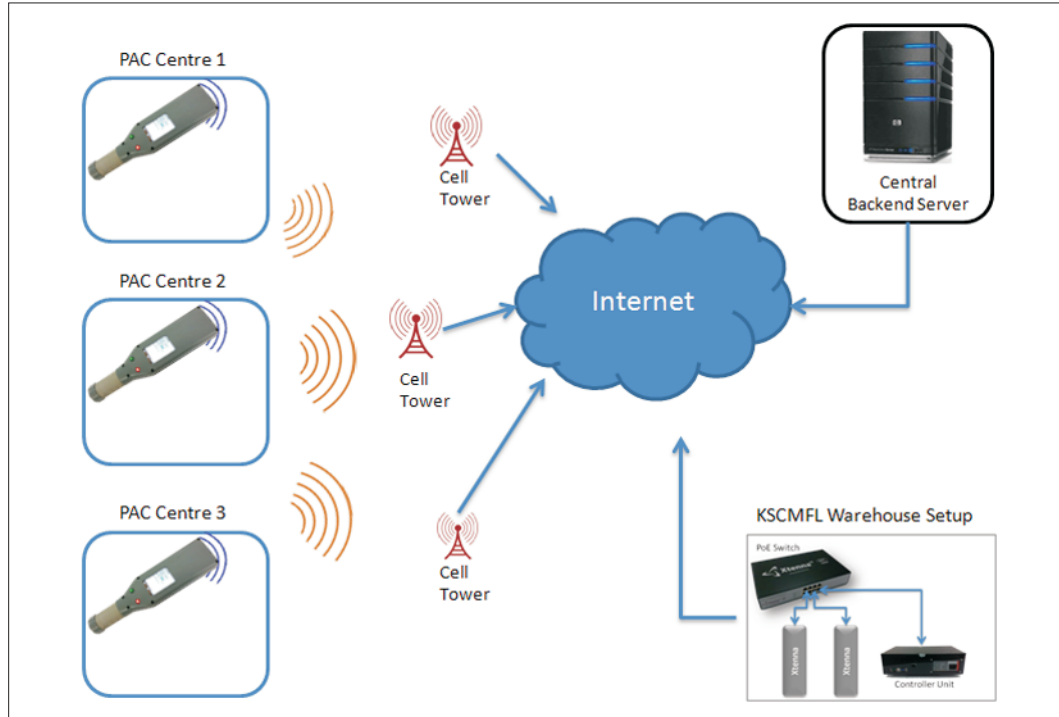 PAC Centre 1
Cell
Tower
Central
Backend Server
PAC Centre 2
Internet
Cell
Tower
PAC Centre 3
Cell
Tower
KSCMFL Warehouse Setup
PoE Switch
Xtenna
Xtenna
Xtenna
Controller Unit